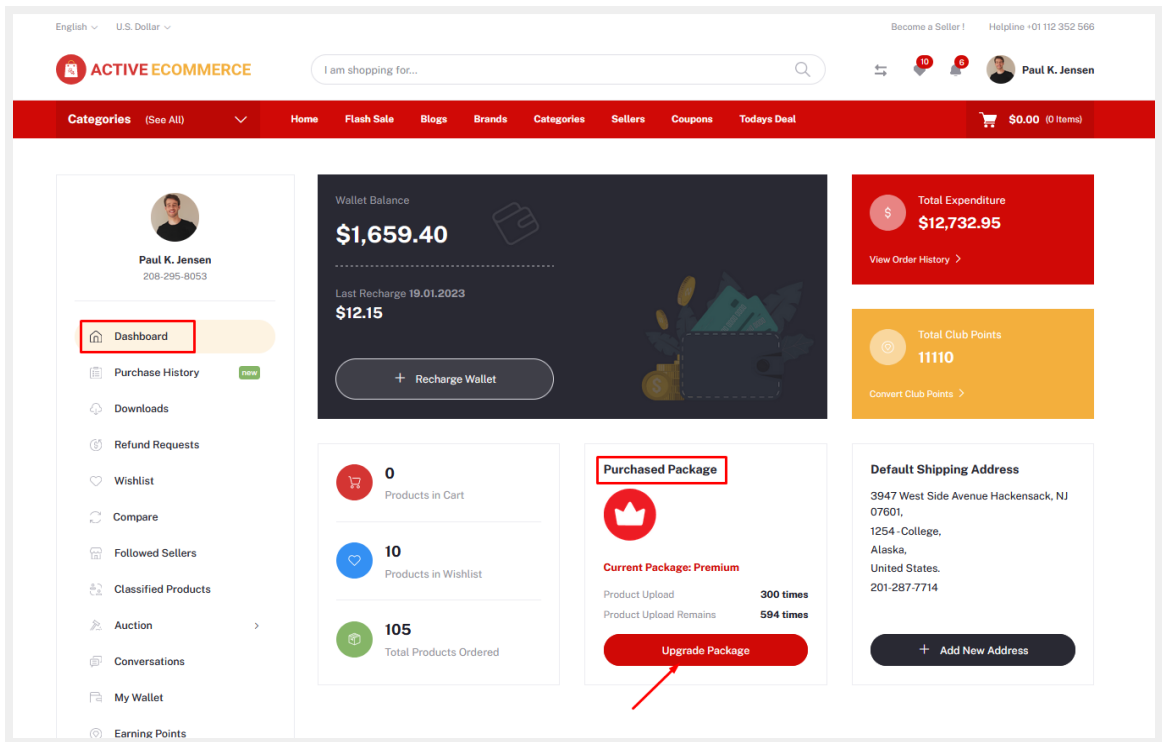 English
U.S. Dollar
Become a Seller !
Helpline +01 112 352 566
ACTIVE ECOMMERCE
I am shopping for...
10
6
Paul K. Jensen
Categories (See All)
Home
Flash Sale
Blogs
Brands
Categories
Sellers
Coupons
Todays Deal
$0.00 (0 Items)
Paul K. Jensen
208-295-8053
Dashboard
Purchase History
new
Downloads
Refund Requests
Wishlist
Compare
Followed Sellers
Classified Products
Auction
Conversations
My Wallet
Earning Points
Wallet Balance
$1,659.40
Last Recharge 19.01.2023
$12.15
+ Recharge Wallet
Total Expenditure
$12,732.95
View Order History
Total Club Points
11110
Convert Club Points
0
Products in Cart
10
Products in Wishlist
105
Total Products Ordered
Purchased Package
Current Package: Premium
Product Upload 300 times
Product Upload Remains 594 times
Upgrade Package
Default Shipping Address
3947 West Side Avenue Hackensack, NJ
07601,
1254 - College,
Alaska,
United States.
201-287-7714
+ Add New Address